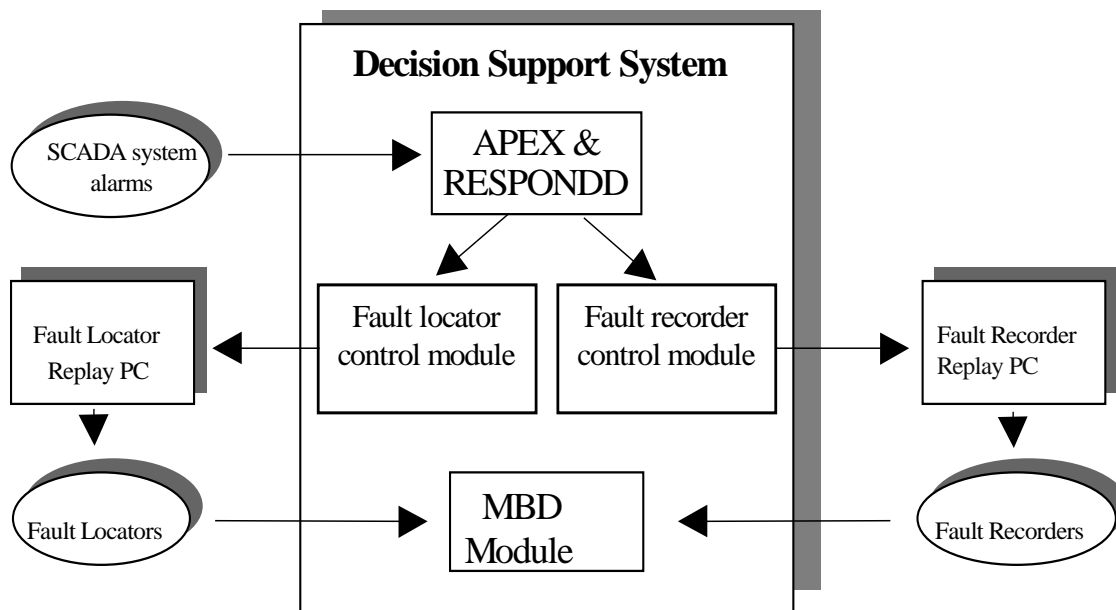 Decision Support System
SCADA system
alarms
APEX &
RESPONDD
Fault locator
control module
Fault recorder
control module
Fault Locator
Replay PC
Fault Recorder
Replay PC
Fault Locators
MBD
Module
Fault Recorders